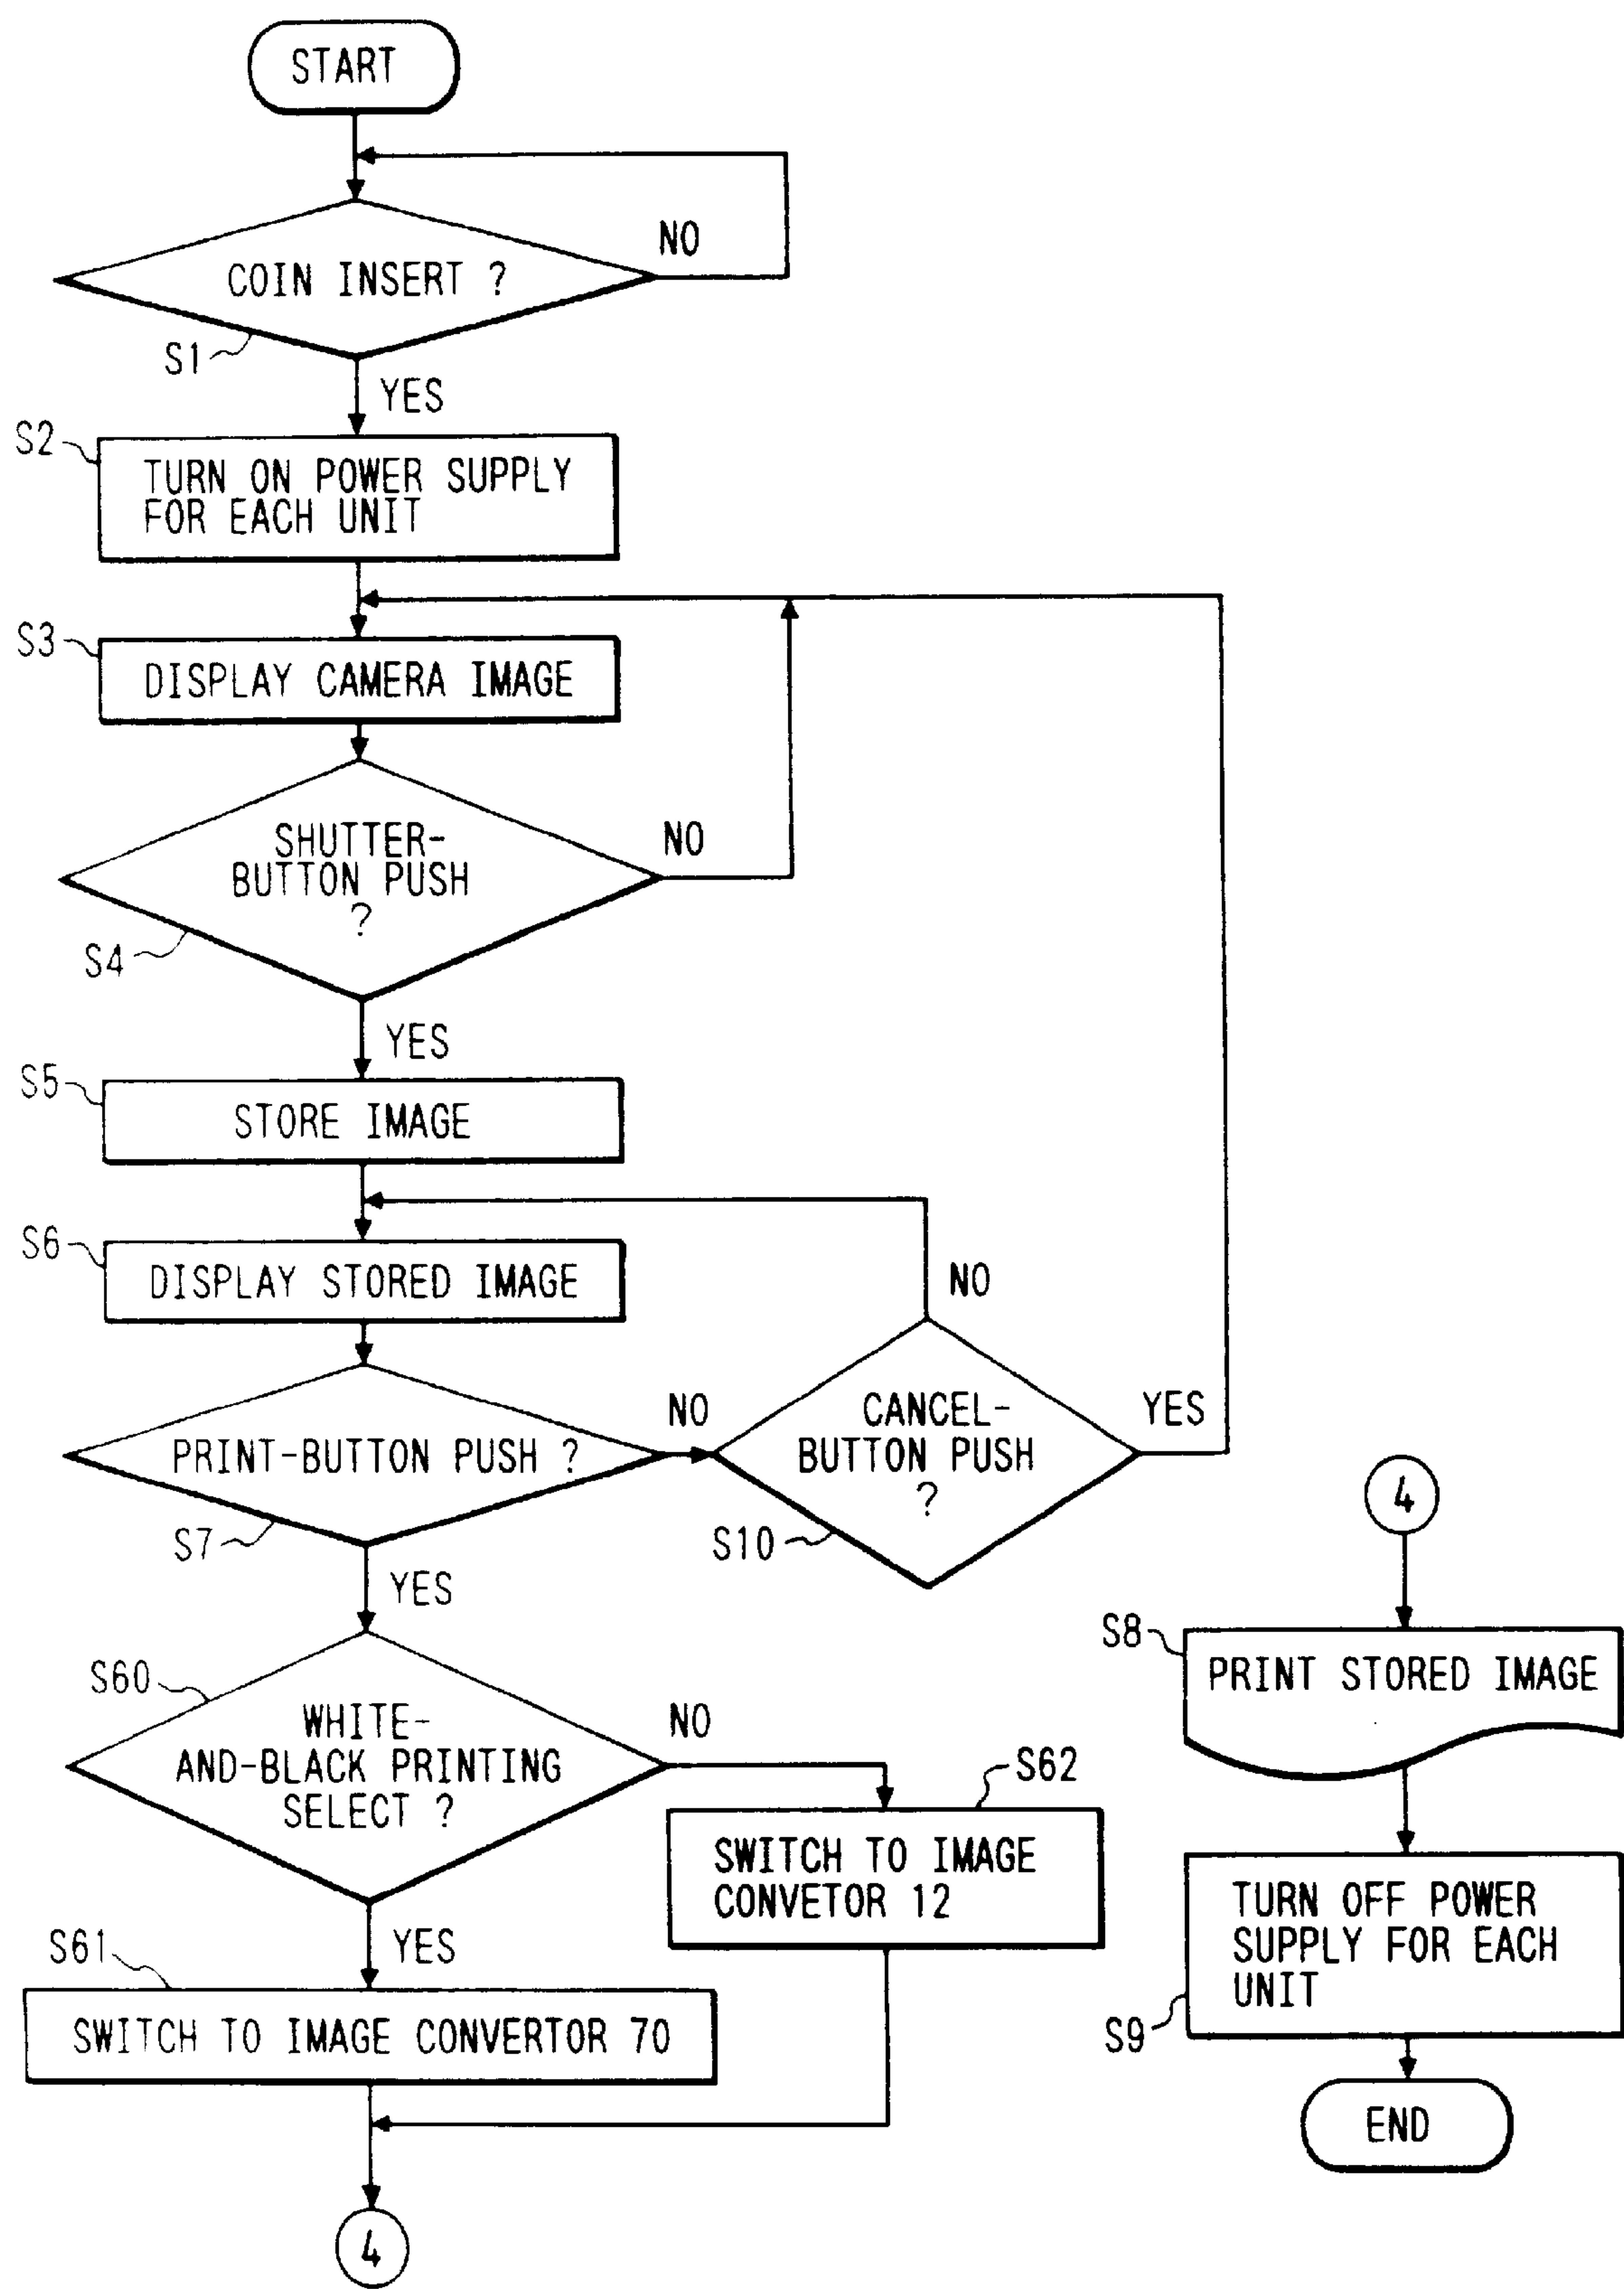 START
NO
COIN INSERT ?
S1
YES
S2
TURN ON POWER SUPPLY
FOR EACH UNIT
S3
DISPLAY CAMERA IMAGE
SHUTTER-
BUTTON PUSH
?
NO
S4
YES
S5
STORE IMAGE
S6
DISPLAY STORED IMAGE
NO
PRINT-BUTTON PUSH ?
NO
S7
CANCEL-
BUTTON PUSH
?
YES
S10
YES
S60
WHITE-
AND-BLACK PRINTING
SELECT ?
NO
S62
SWITCH TO IMAGE
CONVETOR 12
YES
S61
SWITCH TO IMAGE CONVERTOR 70
4
4
S8
PRINT STORED IMAGE
TURN OFF POWER
SUPPLY FOR EACH
UNIT
S9
END